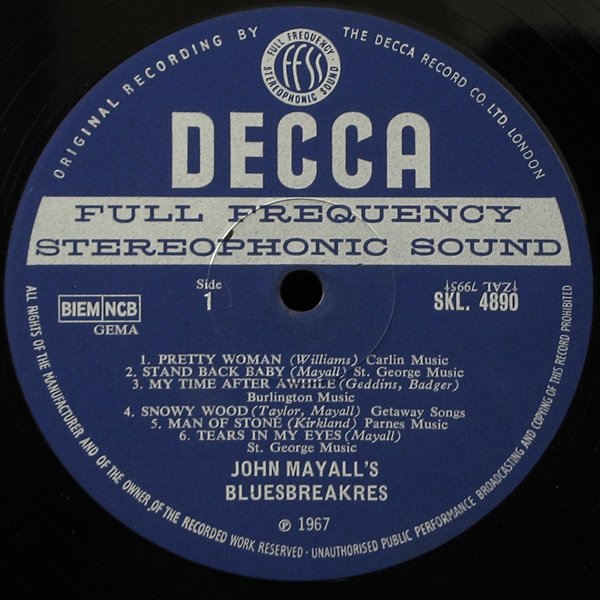 ORIGINAL RECORDING BY
THE DECCA RECORD CO. LTD. LONDON
FULL FREQUENCY
ffss
STEREOPHONIC SOUND
DECCA
FULL FREQUENCY
STEREOPHONIC SOUND
Side
1
BIEM NCB
GEMA
ZAL 7995
SKL. 4890
1. PRETTY WOMAN (Williams) Carlin Music
2. STAND BACK BABY (Mayall) St. George Music
3. MY TIME AFTER AWHILE (Geddins, Badger)
Burlington Music
4. SNOWY WOOD (Taylor, Mayall) Getaway Songs
5. MAN OF STONE (Kirkland) Parnes Music
6. TEARS IN MY EYES (Mayall)
St. George Music
JOHN MAYALL'S
BLUESBREAKRES
℗ 1967
ALL RIGHTS OF THE MANUFACTURER AND OF THE OWNER OF THE RECORDED WORK RESERVED · UNAUTHORISED PUBLIC PERFORMANCE BROADCASTING AND COPYING OF THIS RECORD PROHIBITED